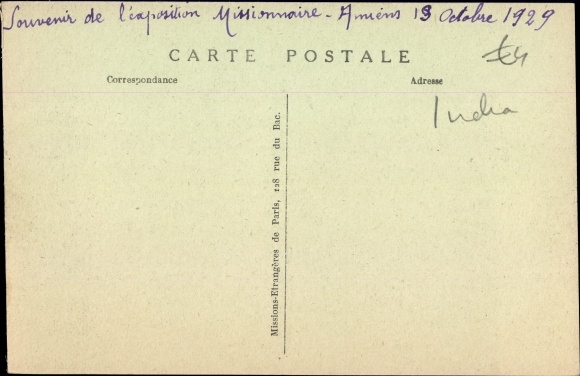 Souvenir de l'exposition Missionnaire - Amiens 13 Octobre 1929
CARTE POSTALE
£4
Correspondance
Adresse
India
Missions-Etrangères de Paris, 128 rue du Bac.